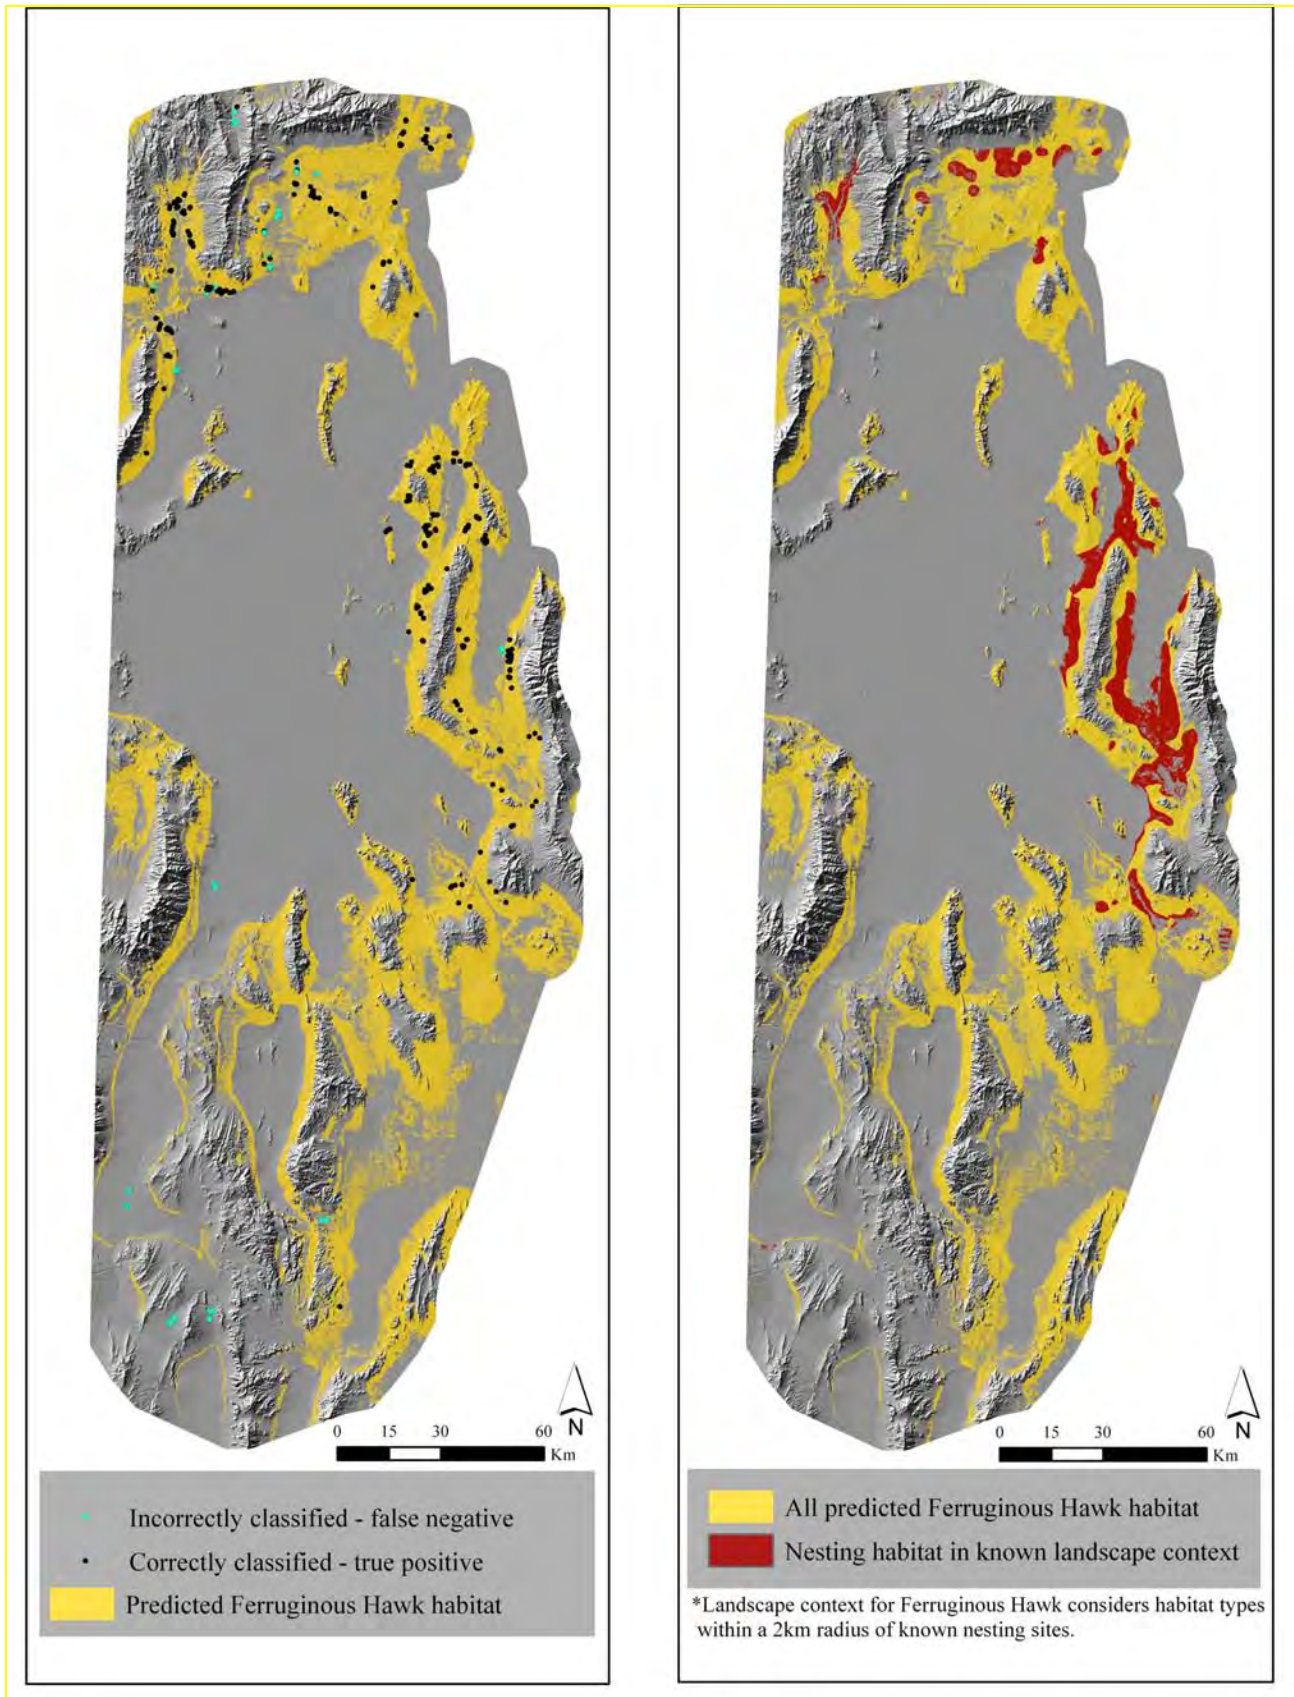 N
0 15 30 60
Km
Incorrectly classified - false negative
Correctly classified - true positive
Predicted Ferruginous Hawk habitat
N
0 15 30 60
Km
All predicted Ferruginous Hawk habitat
Nesting habitat in known landscape context
*Landscape context for Ferruginous Hawk considers habitat types
within a 2km radius of known nesting sites.